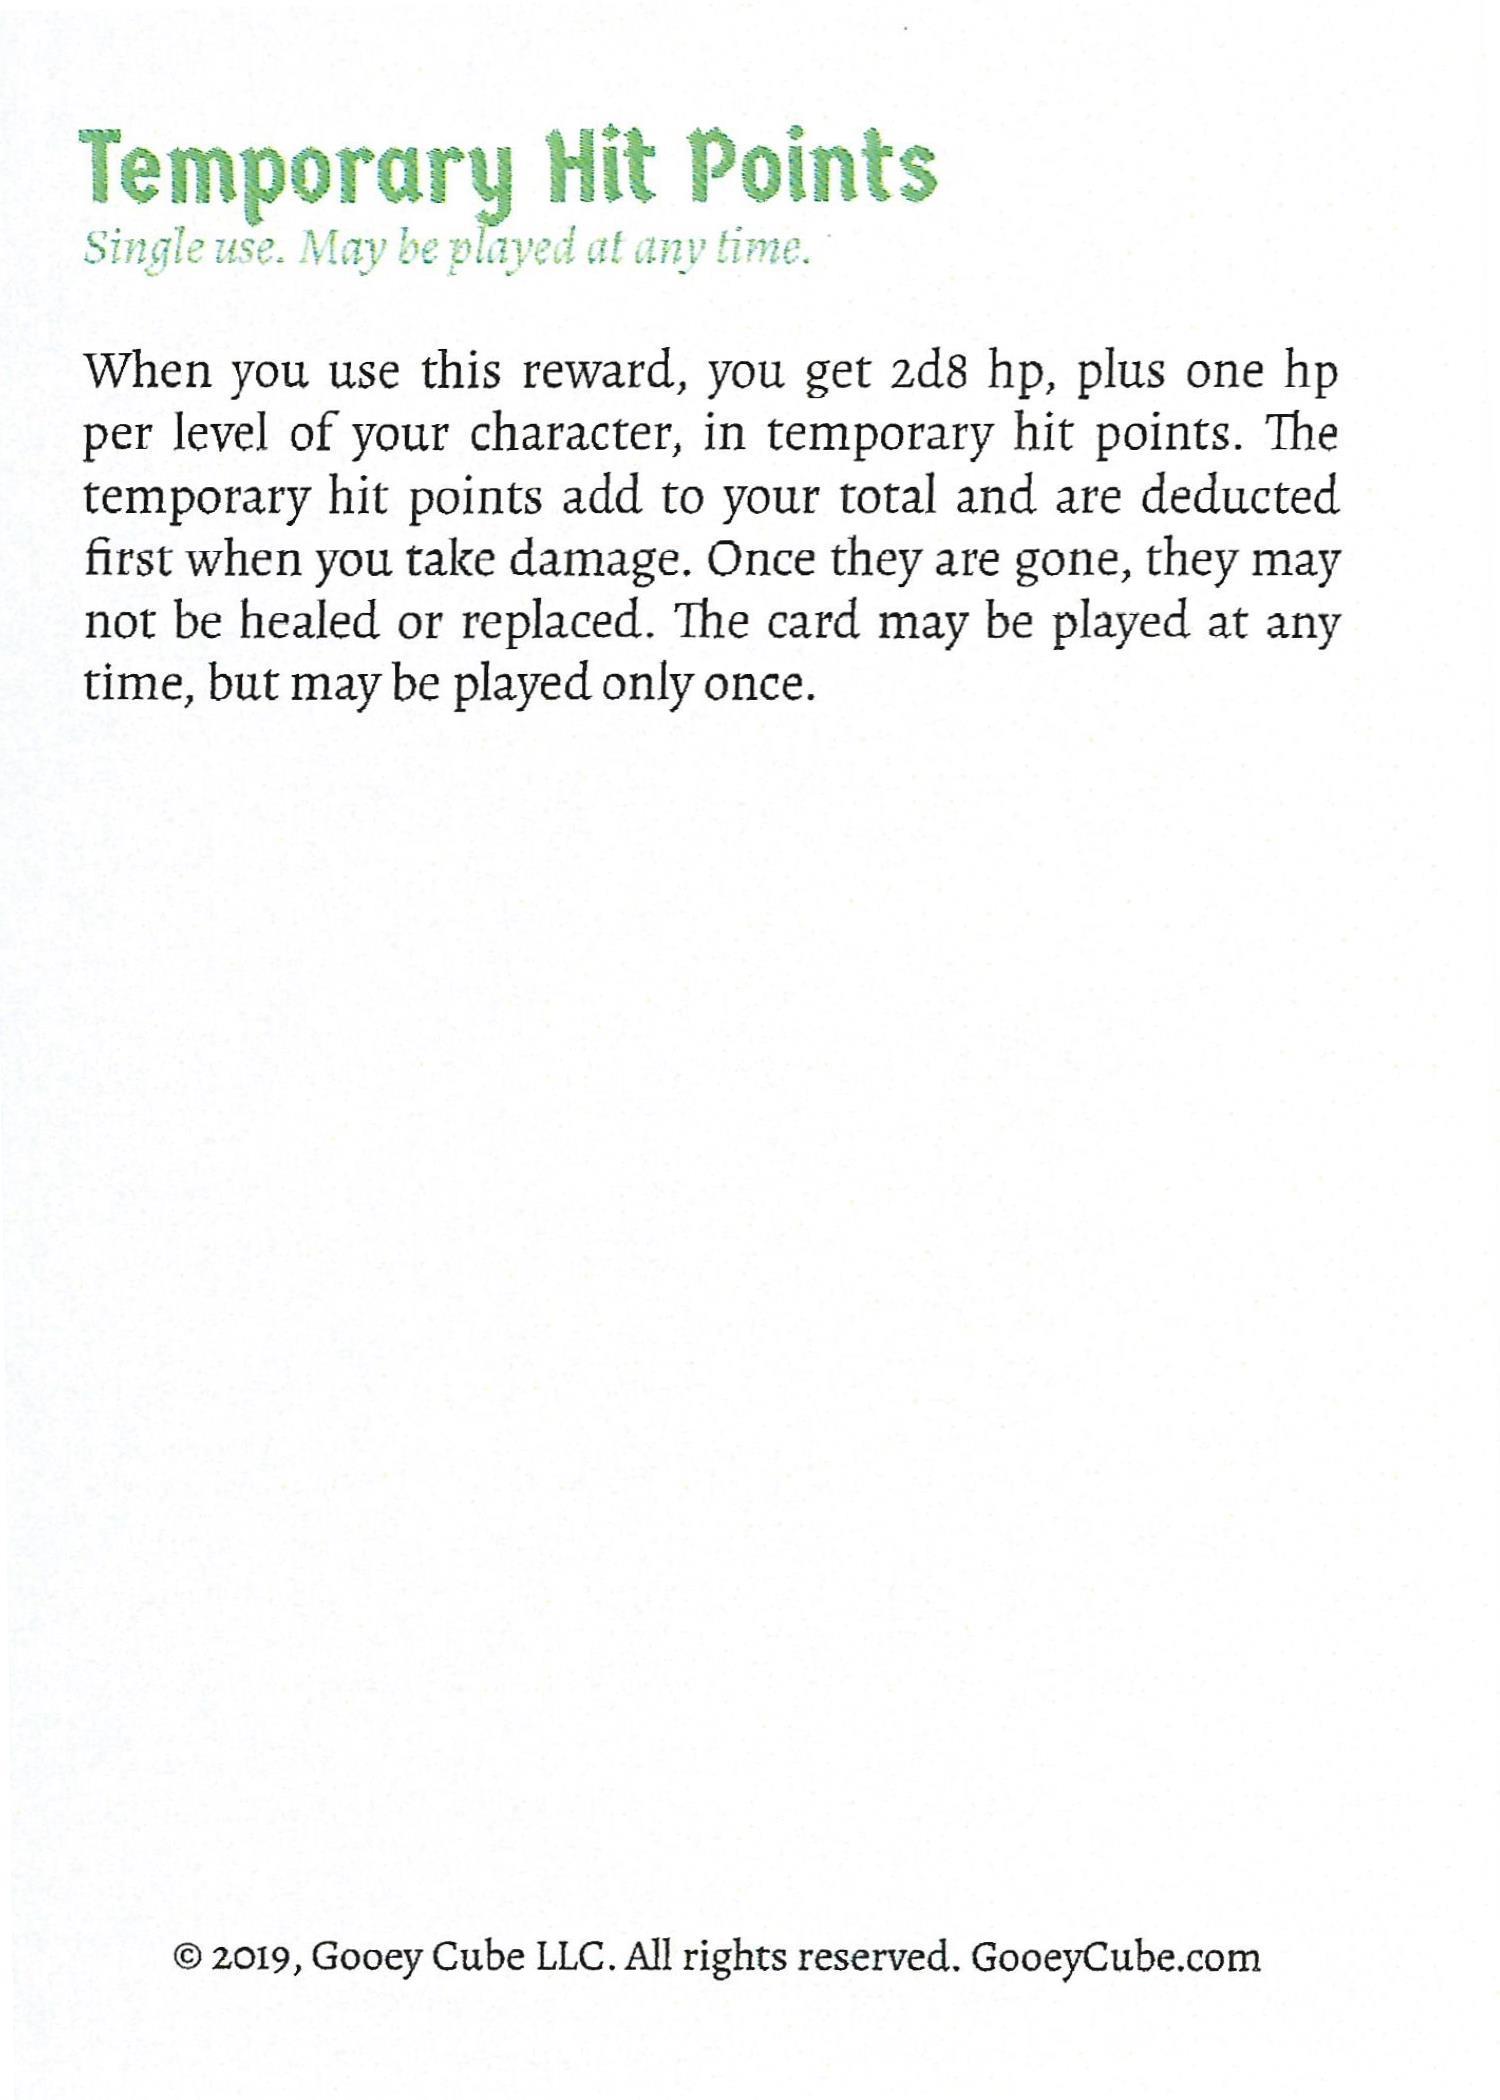 Temporary Hit Points
Single use. May be played at any time.
When you use this reward, you get 2d8 hp, plus one hp
per level of your character, in temporary hit points. The
temporary hit points add to your total and are deducted
first when you take damage. Once they are gone, they may
not be healed or replaced. The card may be played at any
time, but may be played only once.
© 2019, Gooey Cube LLC. All rights reserved. GooeyCube.com